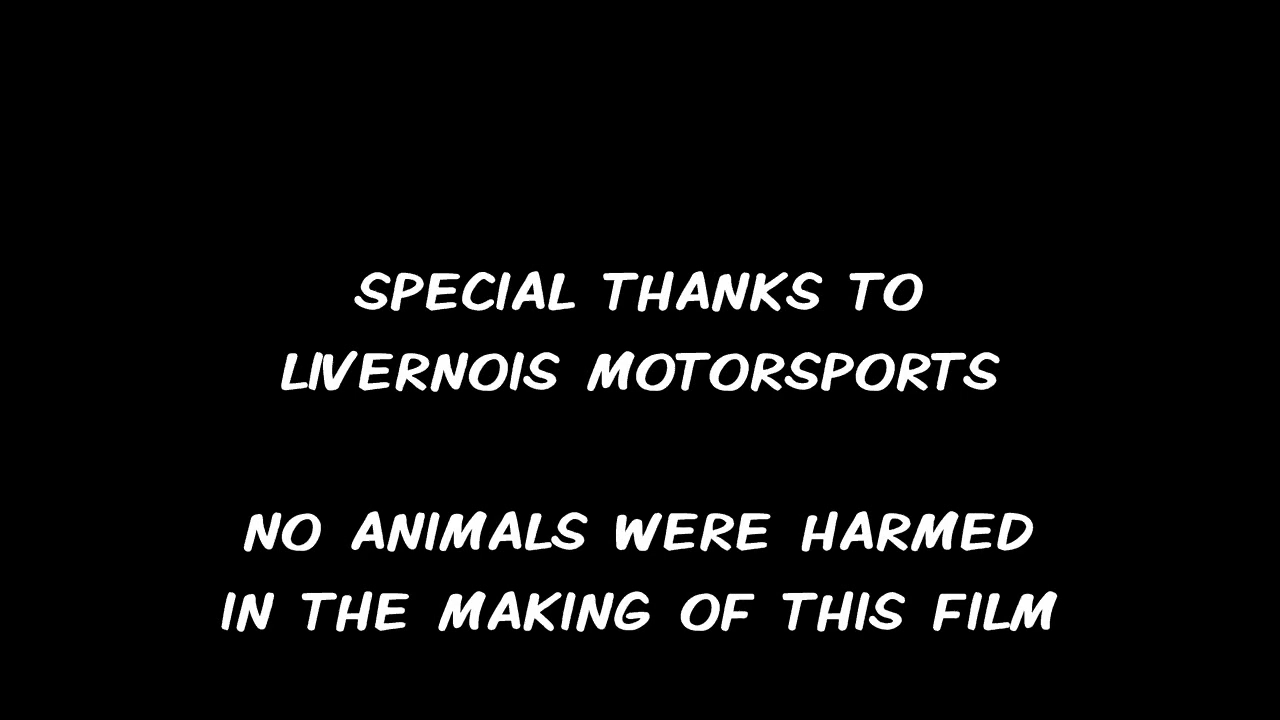 SPECIAL THANKS TO
LIVERNOIS MOTORSPORTS
NO ANIMALS WERE HARMED
IN THE MAKING OF THIS FILM